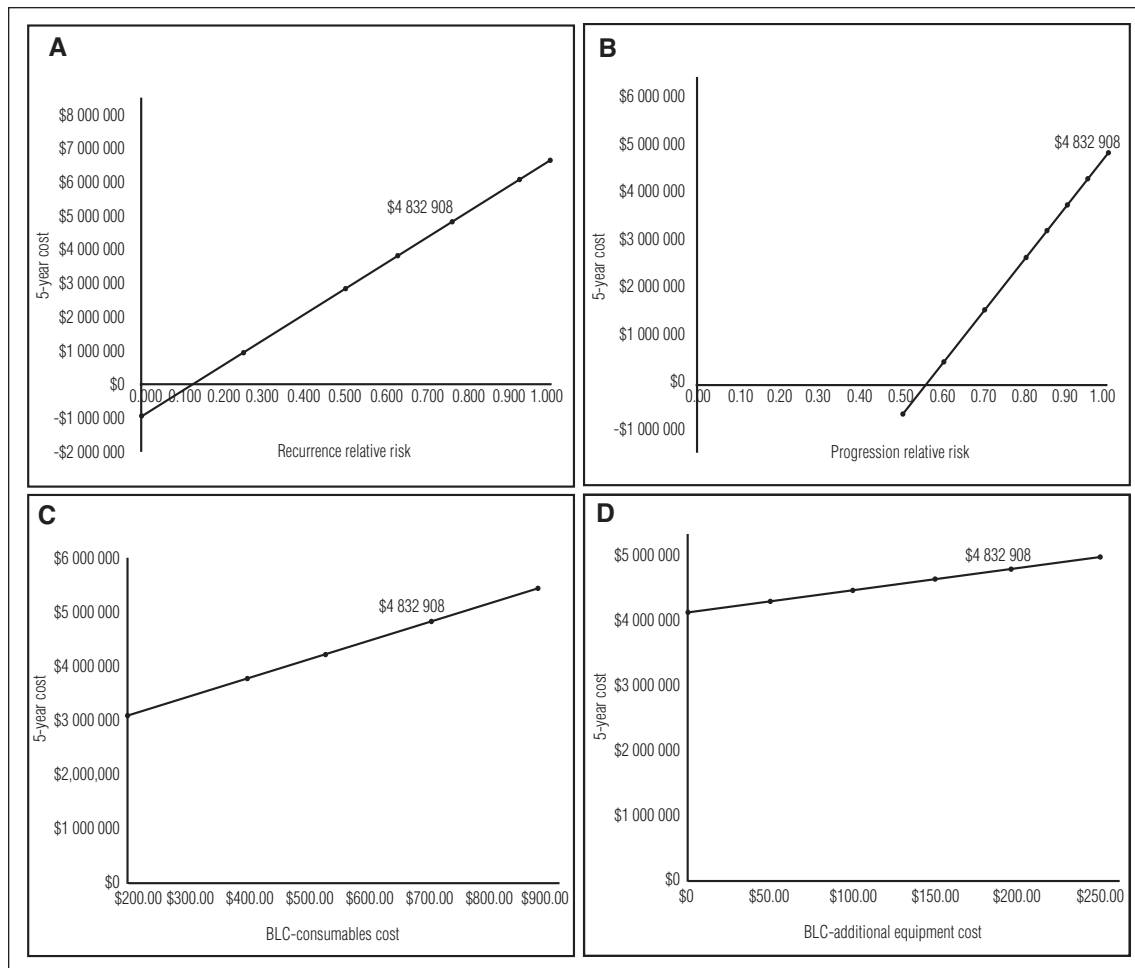 A
$8 000 000
$7 000 000
$6 000 000
$5 000 000
$4 000 000
$3 000 000
$2 000 000
$1 000 000
$0
-$1 000 000
-$2 000 000
5-year cost
$4 832 908
0.000 0.100 0.200 0.300 0.500 0.600 0.700 0.800 0.900 1.000
Recurrence relative risk
B
$6 000 000
$5 000 000
$4 000 000
$3 000 000
$2 000 000
$1 000 000
$0
-$1 000 000
5-year cost
$4 832 908
0.00 0.10 0.20 0.30 0.40 0.50 0.60 0.70 0.80 0.90 1.00
Progression relative risk
C
$6 000 000
$5 000 000
$4 000 000
$3 000 000
$2,000,000
$1 000 000
$0
5-year cost
$4 832 908
$200.00 $300.00 $400.00 $500.00 $600.00 $700.00 $800.00 $900.00
BLC-consumables cost
D
$5 000 000
$4 000 000
$3 000 000
$2 000 000
$1 000 000
$0
5-year cost
$4 832 908
$0 $50.00 $100.00 $150.00 $200.00 $250.00
BLC-additional equipment cost